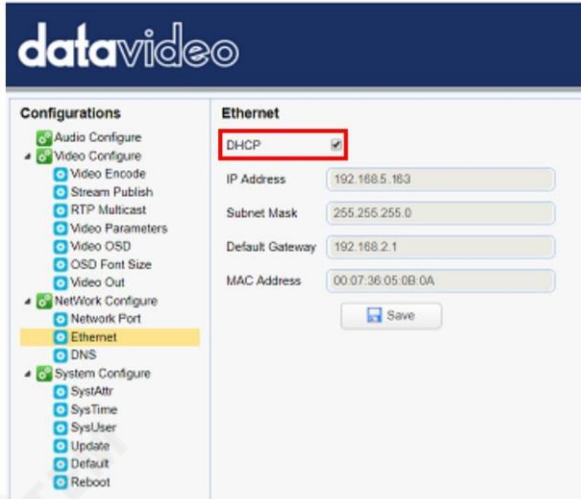 datavideo
Configurations
Audio Configure
Video Configure
Video Encode
Stream Publish
RTP Multicast
Video Parameters
Video OSD
OSD Font Size
Video Out
NetWork Configure
Network Port
Ethernet
DNS
System Configure
SystAttr
SysTime
SysUser
Update
Default
Reboot
Ethernet
DHCP
IP Address 192.168.5.163
Subnet Mask 255.255.255.0
Default Gateway 192.168.2.1
MAC Address 00:07:36:05:0B:0A
Save